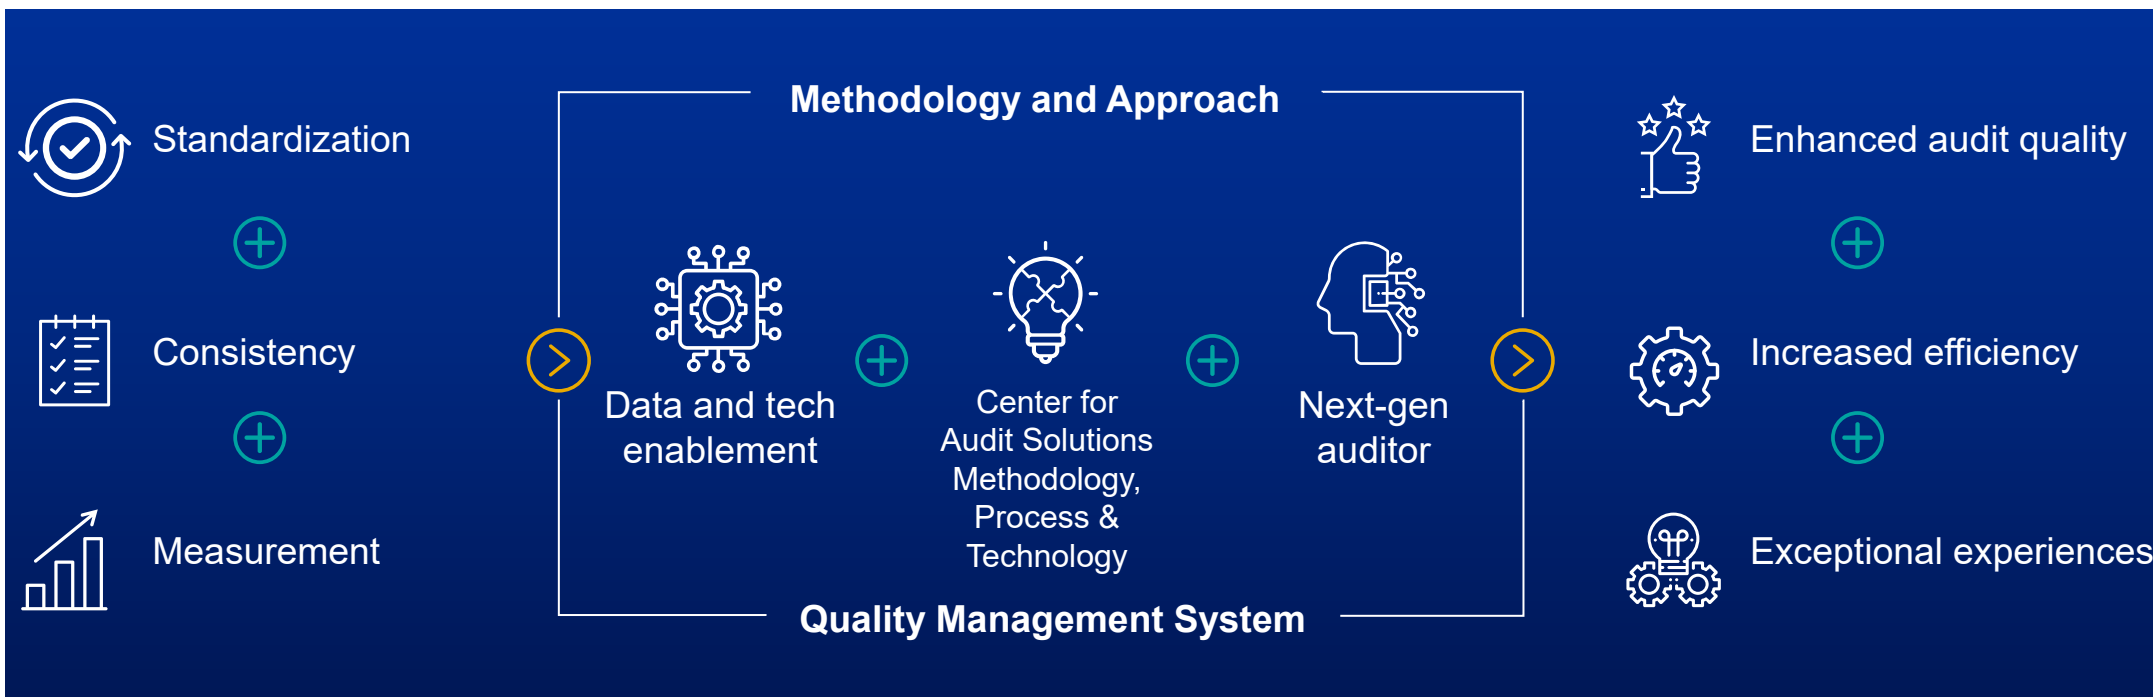 Standardization
Consistency
Measurement
Methodology and Approach
Data and tech
enablement
Center for
Audit Solutions
Methodology,
Process &
Technology
Next-gen
auditor
Quality Management System
Enhanced audit quality
Increased efficiency
Exceptional experiences